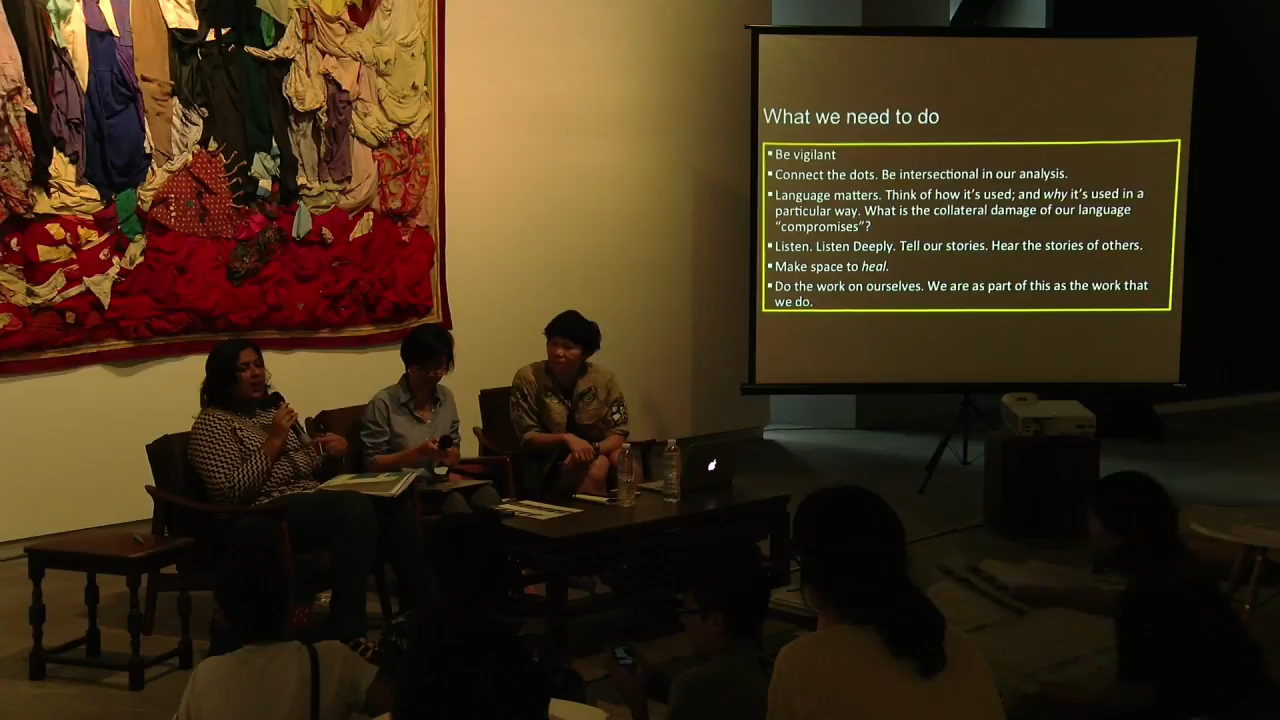 What we need to do
▪ Be vigilant
▪ Connect the dots. Be intersectional in our analysis.
▪ Language matters. Think of how it’s used; and why it’s used in a
particular way. What is the collateral damage of our language
“compromises”?
▪ Listen. Listen Deeply. Tell our stories. Hear the stories of others.
▪ Make space to heal.
▪ Do the work on ourselves. We are as part of this as the work that
we do.